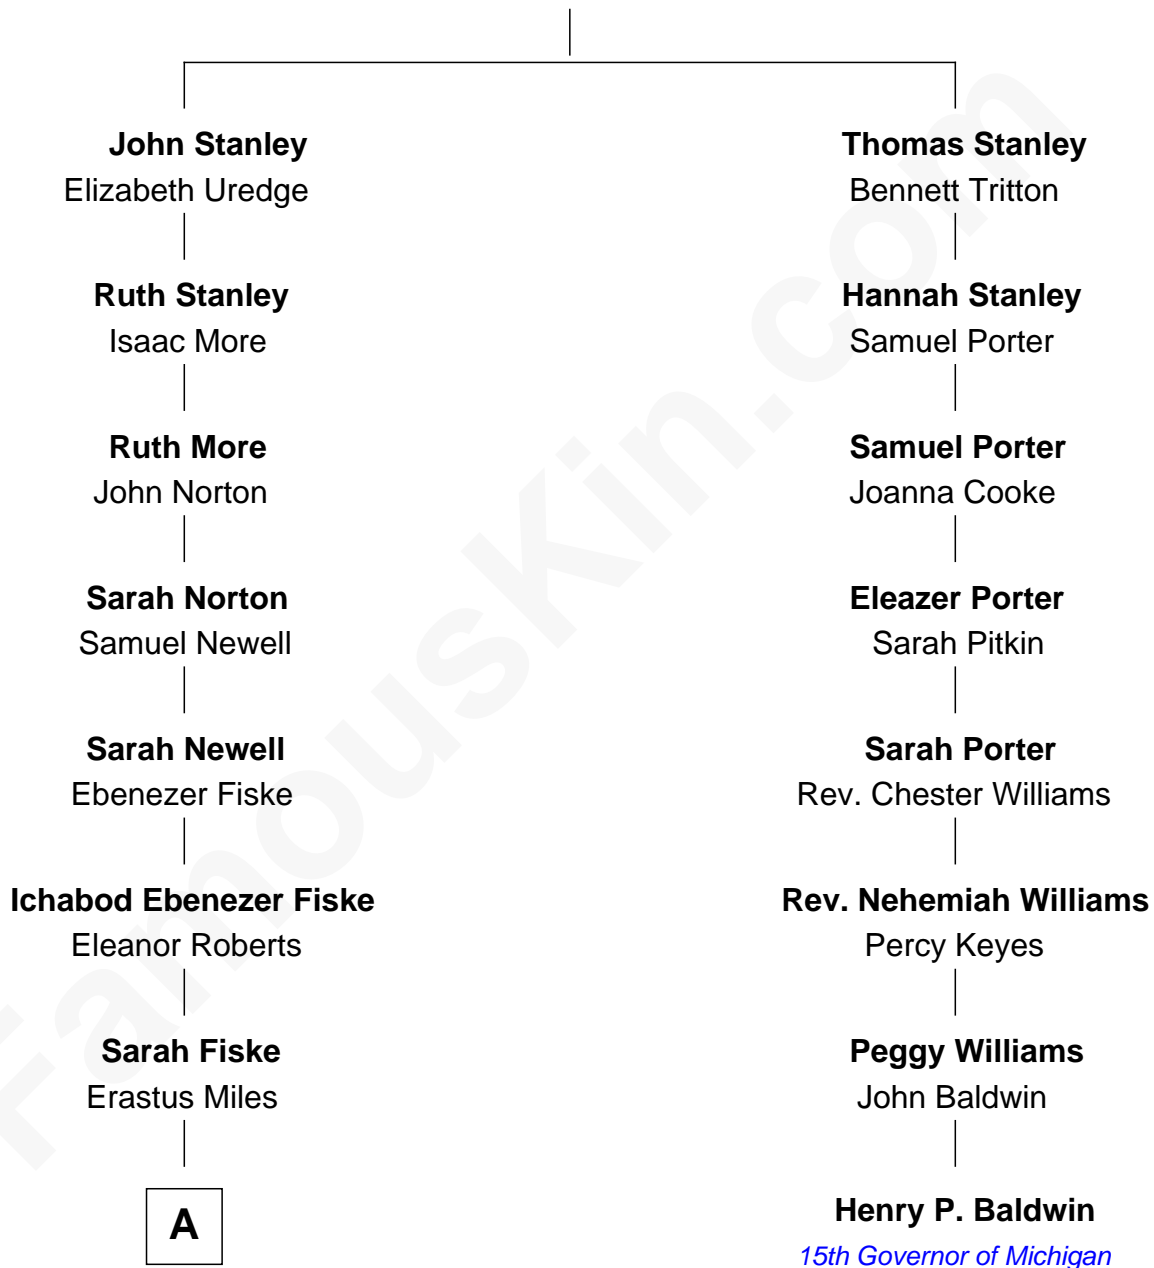 John Stanley
Elizabeth Uredge
Ruth Stanley
Isaac More
Ruth More
John Norton
Sarah Norton
Samuel Newell
Sarah Newell
Ebenezer Fiske
Ichabod Ebenezer Fiske
Eleanor Roberts
Sarah Fiske
Erastus Miles
A
Thomas Stanley
Bennett Tritton
Hannah Stanley
Samuel Porter
Samuel Porter
Joanna Cooke
Eleazer Porter
Sarah Pitkin
Sarah Porter
Rev. Chester Williams
Rev. Nehemiah Williams
Percy Keyes
Peggy Williams
John Baldwin
Henry P. Baldwin
15th Governor of Michigan
FamousKin.com